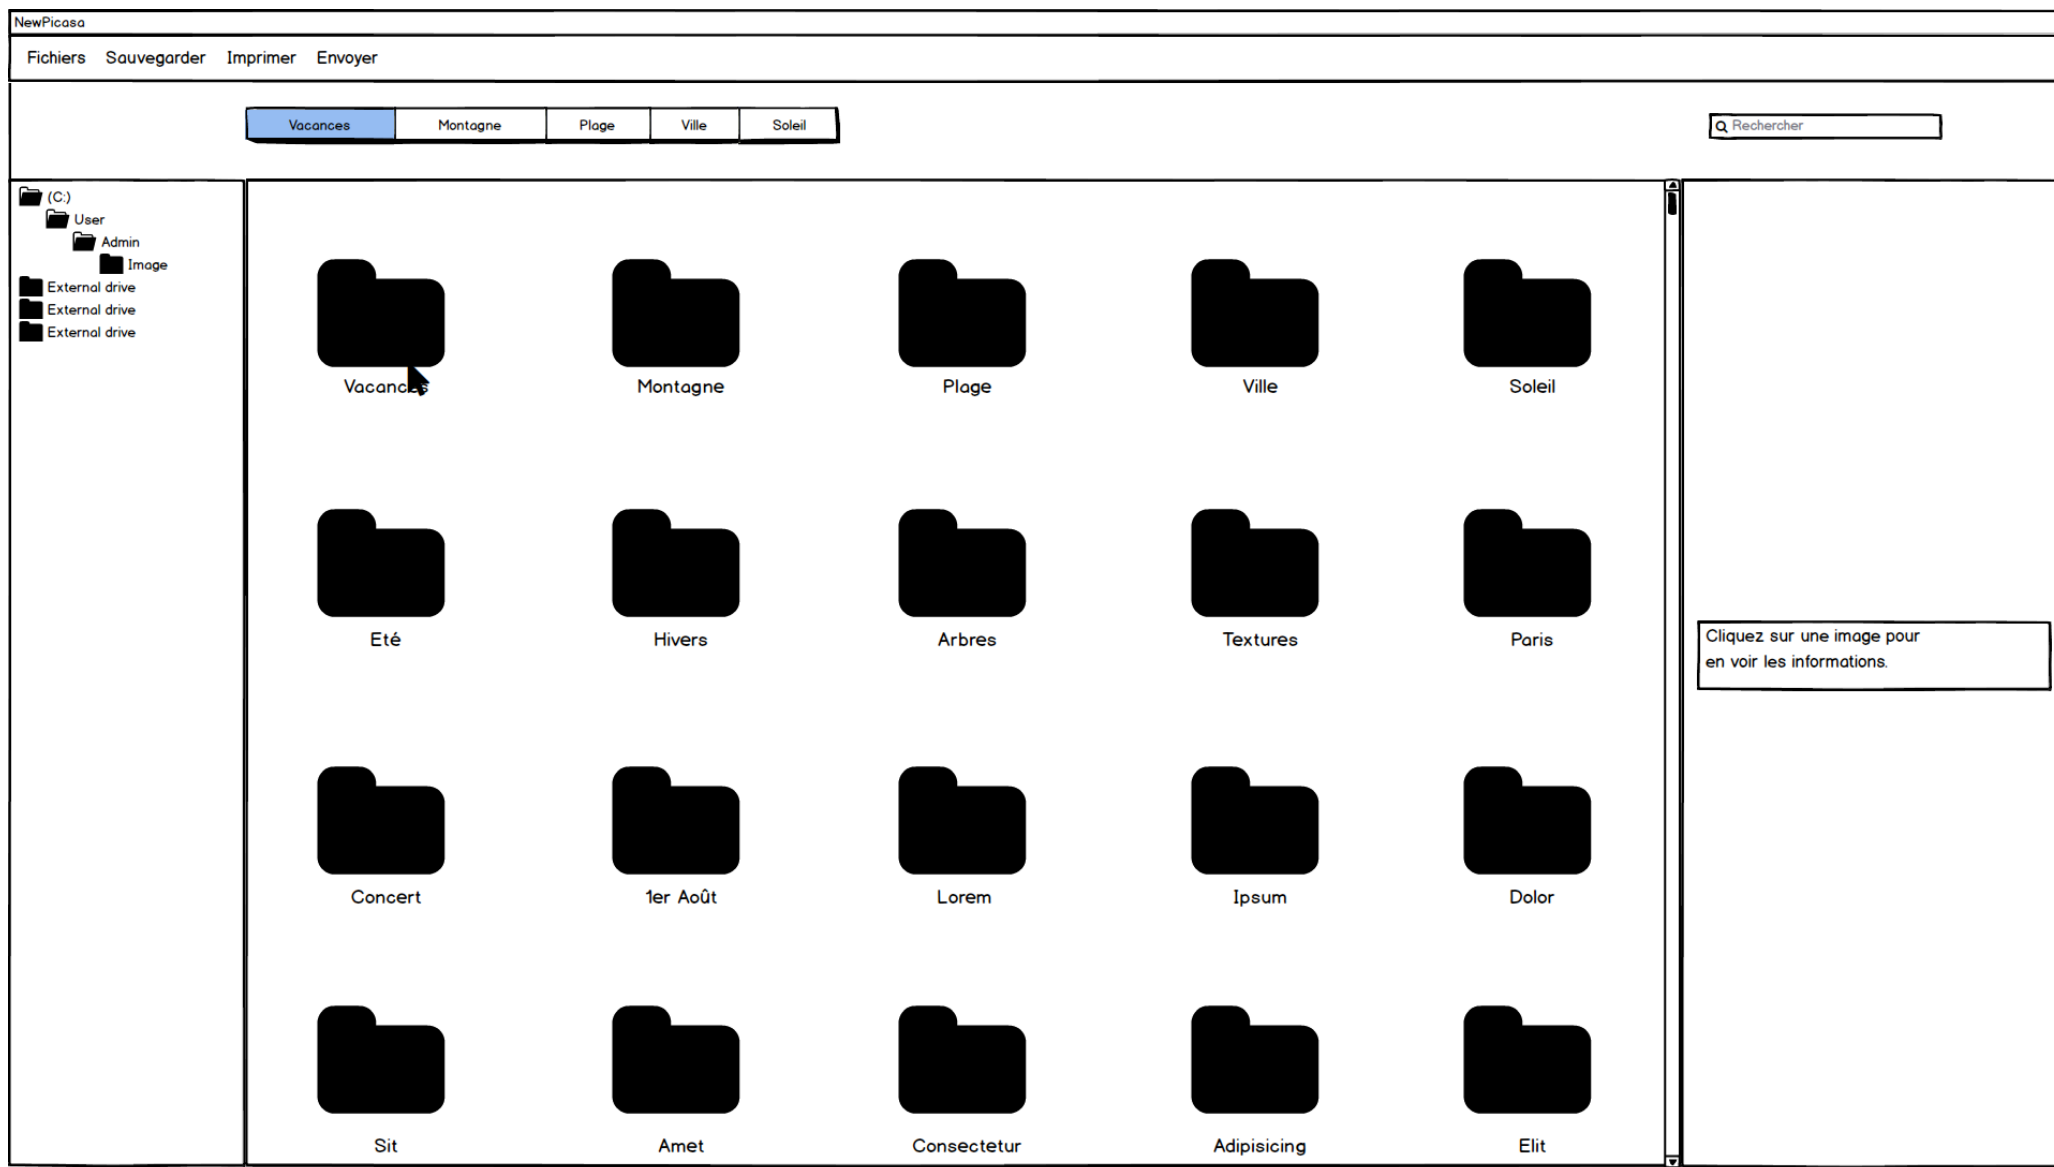 NewPicasa
Fichiers Sauvegarder Imprimer Envoyer
Vacances Montagne Plage Ville Soleil
Rechercher
(C:)
User
Admin
Image
External drive
External drive
External drive
Vacances Montagne Plage Ville Soleil
Eté Hivers Arbres Textures Paris
Concert 1er Août Lorem Ipsum Dolor
Sit Amet Consectetur Adipisicing Elit
Cliquez sur une image pour
en voir les informations.